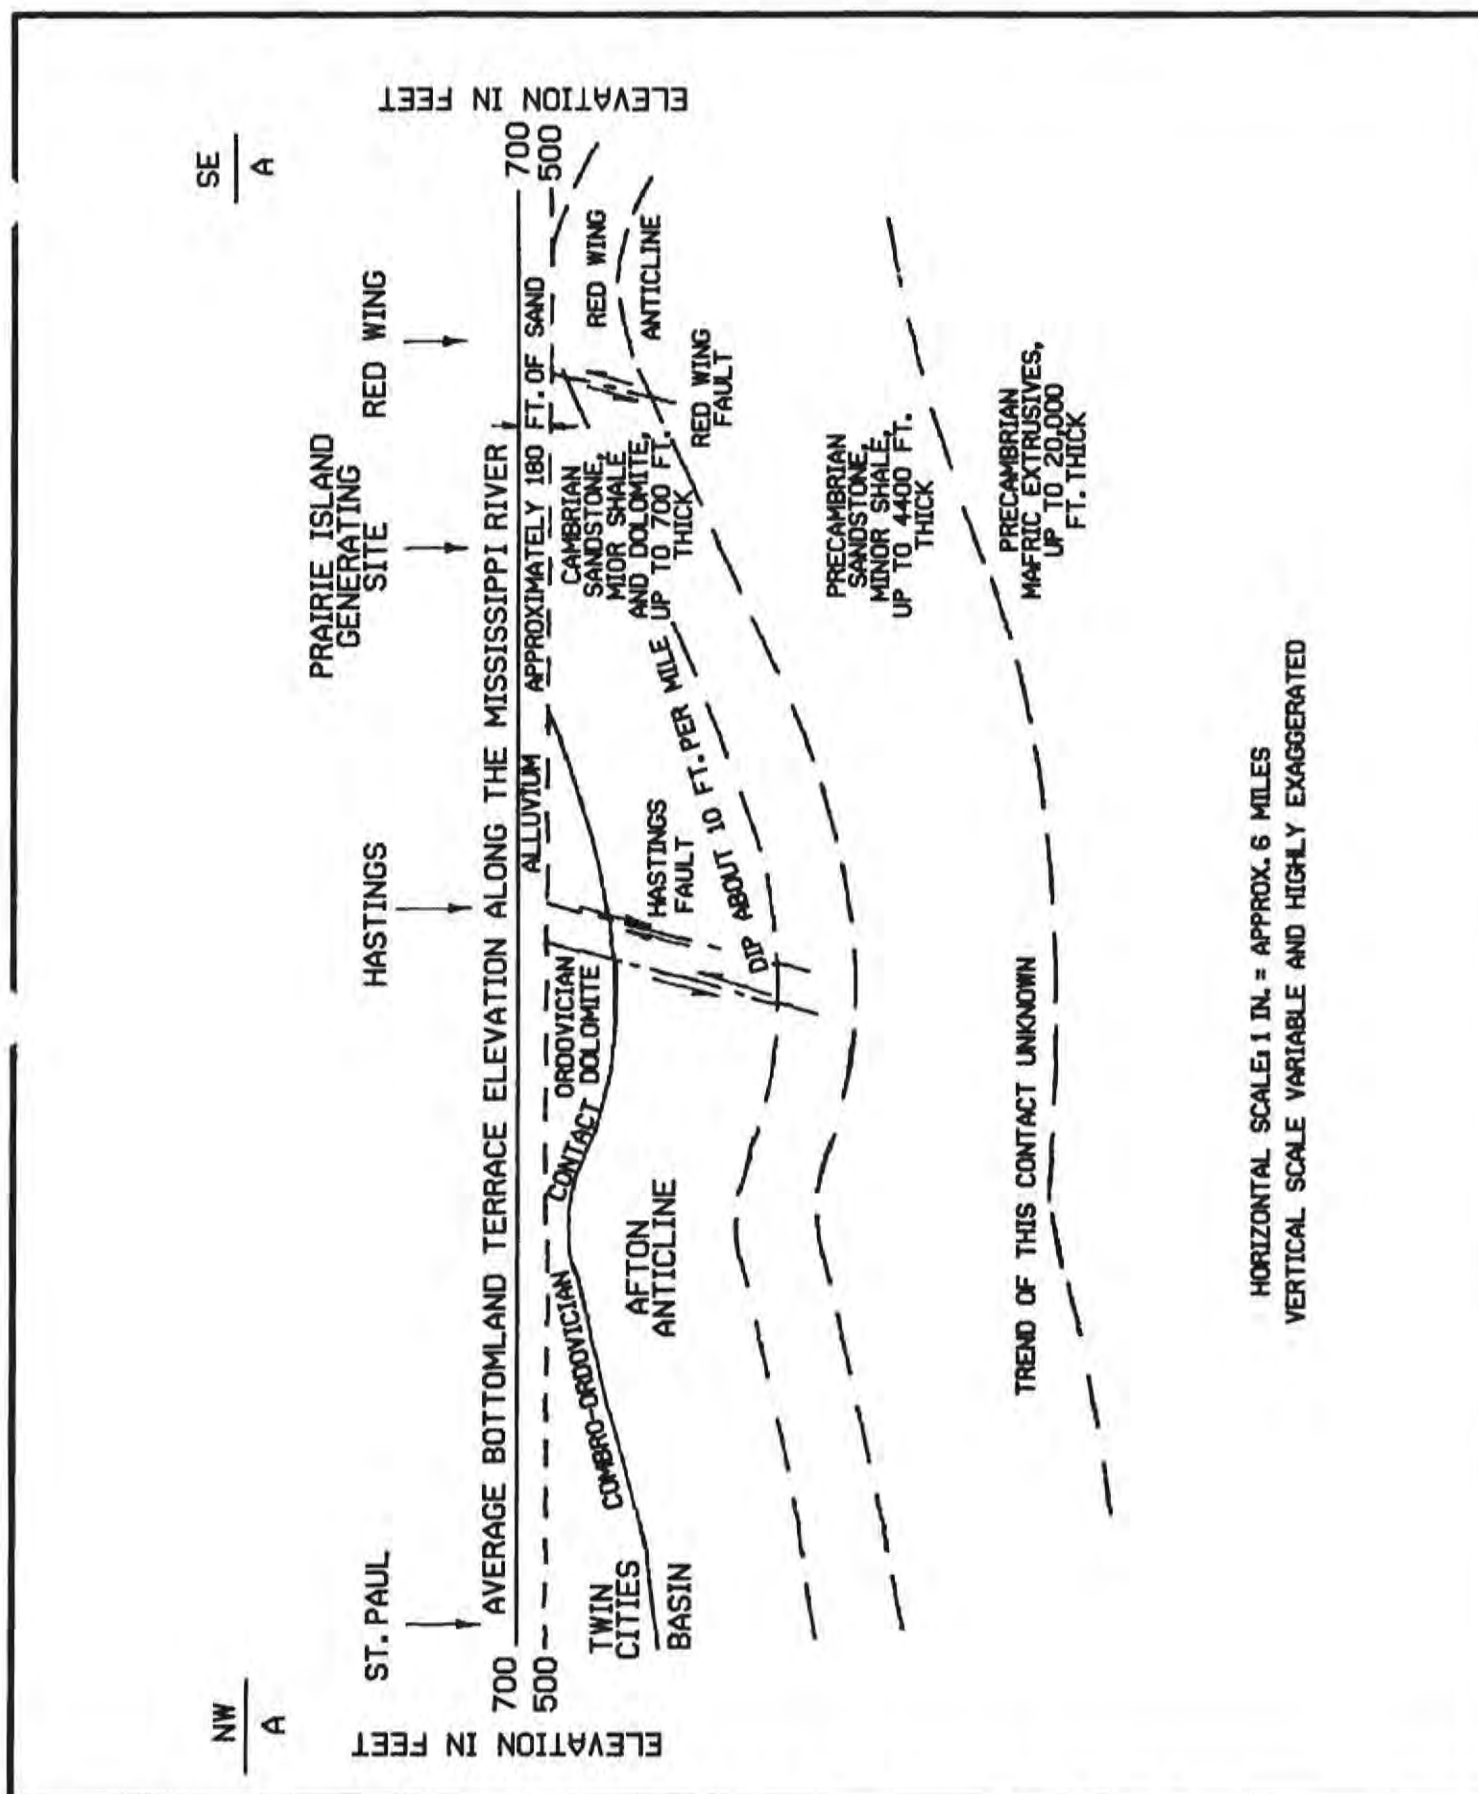 NW
A
SE
A
ST. PAUL
HASTINGS
PRAIRIE ISLAND
GENERATING
SITE
RED WING
ELEVATION IN FEET
700
500
AVERAGE BOTTOMLAND TERRACE ELEVATION ALONG THE MISSISSIPPI RIVER
ALLUVIUM
APPROXIMATELY 180 FT. OF SAND
700
500
ELEVATION IN FEET
TWIN
CITIES
BASIN
COMBRO-ORDOVICIAN CONTACT
ORDOVICIAN
DOLOMITE
AFTON
ANTICLINE
HASTINGS
FAULT
DIP ABOUT 10 FT. PER MILE
CAMBRIAN
SANDSTONE,
MIOR SHALE
AND DOLOMITE,
UP TO 700 FT.
THICK
RED WING
FAULT
RED WING
ANTICLINE
PRECAMBRIAN
SANDSTONE,
MINOR SHALE,
UP TO 4400 FT.
THICK
TREND OF THIS CONTACT UNKNOWN
PRECAMBRIAN
MAFRIC EXTRUSIVES,
UP TO 20,000
FT. THICK
HORIZONTAL SCALE: 1 IN. = APPROX. 6 MILES
VERTICAL SCALE VARIABLE AND HIGHLY EXAGGERATED